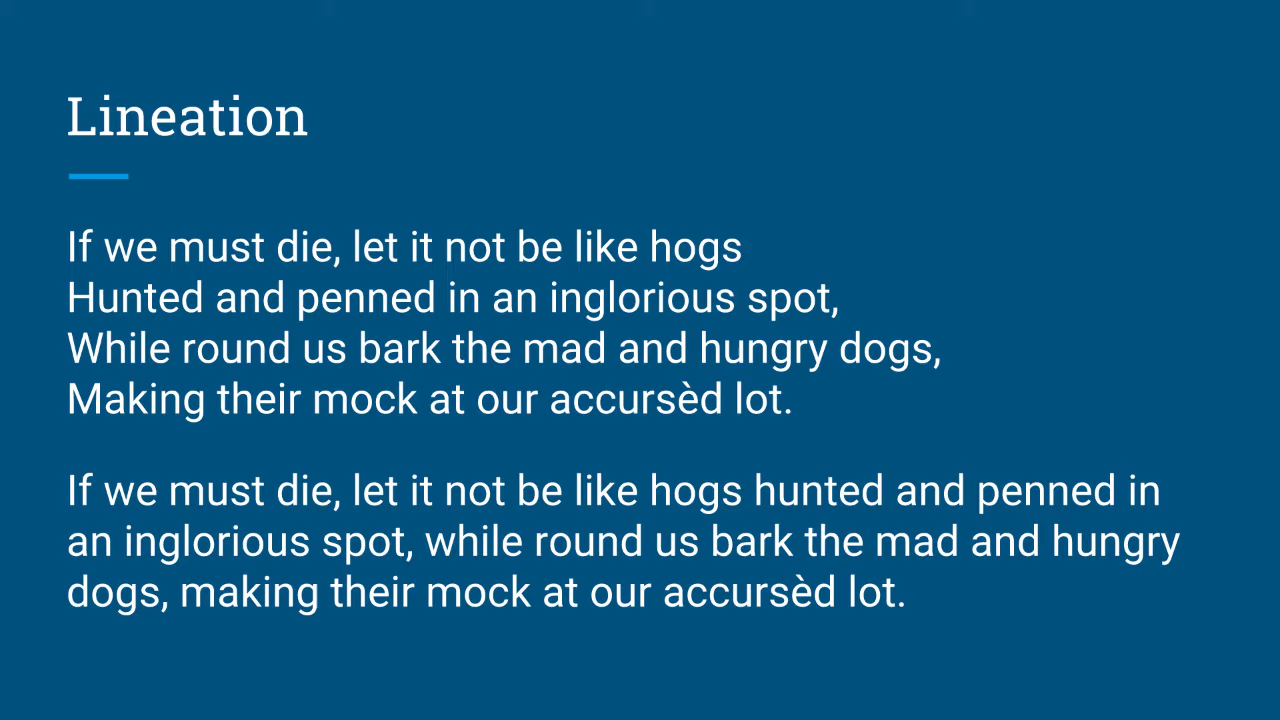 Lineation
If we must die, let it not be like hogs
Hunted and penned in an inglorious spot,
While round us bark the mad and hungry dogs,
Making their mock at our accursèd lot.
If we must die, let it not be like hogs hunted and penned in
an inglorious spot, while round us bark the mad and hungry
dogs, making their mock at our accursèd lot.